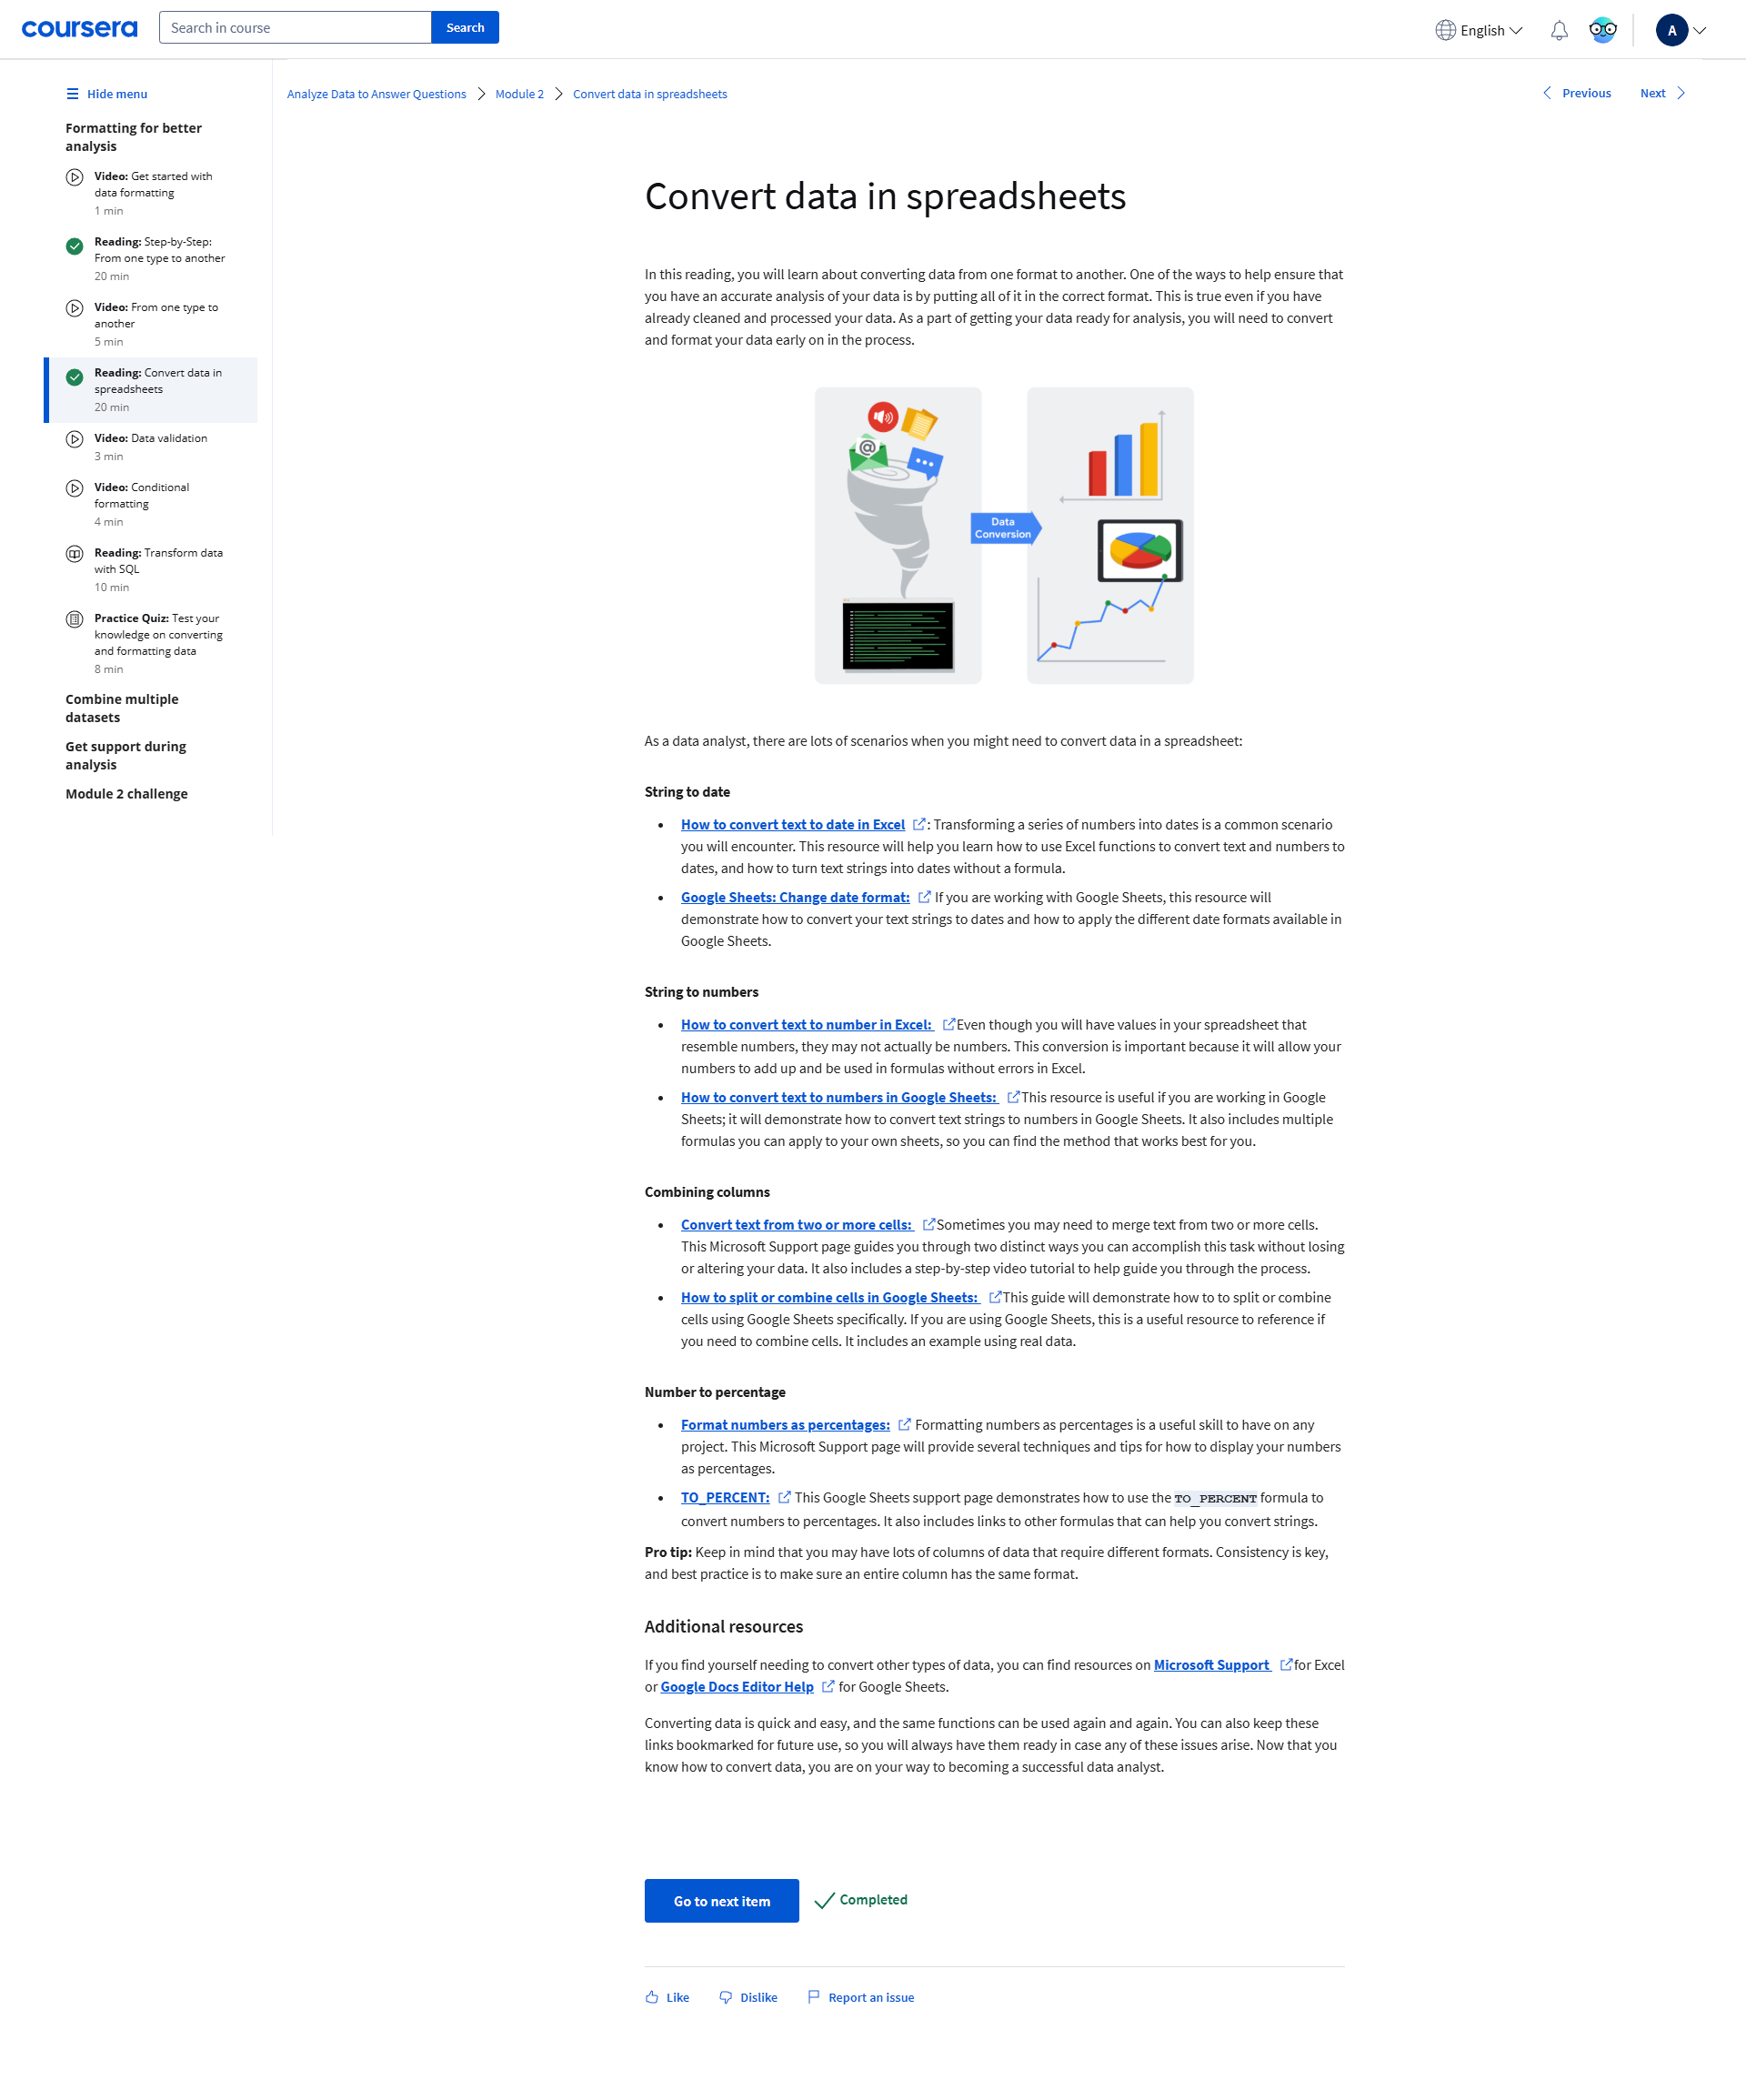 coursera
Search in course
Search
English
A
Hide menu
Formatting for better
analysis
Video: Get started with
data formatting
1 min
Reading: Step-by-Step:
From one type to another
20 min
Video: From one type to
another
5 min
Reading: Convert data in
spreadsheets
20 min
Video: Data validation
3 min
Video: Conditional
formatting
4 min
Reading: Transform data
with SQL
10 min
Practice Quiz: Test your
knowledge on converting
and formatting data
8 min
Combine multiple
datasets
Get support during
analysis
Module 2 challenge
Analyze Data to Answer Questions
Module 2
Convert data in spreadsheets
Previous
Next
Convert data in spreadsheets
In this reading, you will learn about converting data from one format to another. One of the ways to help ensure that
you have an accurate analysis of your data is by putting all of it in the correct format. This is true even if you have
already cleaned and processed your data. As a part of getting your data ready for analysis, you will need to convert
and format your data early on in the process.
@
Data
Conversion
As a data analyst, there are lots of scenarios when you might need to convert data in a spreadsheet:
String to date
• How to convert text to date in Excel : Transforming a series of numbers into dates is a common scenario
you will encounter. This resource will help you learn how to use Excel functions to convert text and numbers to
dates, and how to turn text strings into dates without a formula.
• Google Sheets: Change date format: If you are working with Google Sheets, this resource will
demonstrate how to convert your text strings to dates and how to apply the different date formats available in
Google Sheets.
String to numbers
• How to convert text to number in Excel: Even though you will have values in your spreadsheet that
resemble numbers, they may not actually be numbers. This conversion is important because it will allow your
numbers to add up and be used in formulas without errors in Excel.
• How to convert text to numbers in Google Sheets: This resource is useful if you are working in Google
Sheets; it will demonstrate how to convert text strings to numbers in Google Sheets. It also includes multiple
formulas you can apply to your own sheets, so you can find the method that works best for you.
Combining columns
• Convert text from two or more cells: Sometimes you may need to merge text from two or more cells.
This Microsoft Support page guides you through two distinct ways you can accomplish this task without losing
or altering your data. It also includes a step-by-step video tutorial to help guide you through the process.
• How to split or combine cells in Google Sheets: This guide will demonstrate how to to split or combine
cells using Google Sheets specifically. If you are using Google Sheets, this is a useful resource to reference if
you need to combine cells. It includes an example using real data.
Number to percentage
• Format numbers as percentages: Formatting numbers as percentages is a useful skill to have on any
project. This Microsoft Support page will provide several techniques and tips for how to display your numbers
as percentages.
• TO_PERCENT: This Google Sheets support page demonstrates how to use the TO_PERCENT formula to
convert numbers to percentages. It also includes links to other formulas that can help you convert strings.
Pro tip: Keep in mind that you may have lots of columns of data that require different formats. Consistency is key,
and best practice is to make sure an entire column has the same format.
Additional resources
If you find yourself needing to convert other types of data, you can find resources on Microsoft Support for Excel
or Google Docs Editor Help for Google Sheets.
Converting data is quick and easy, and the same functions can be used again and again. You can also keep these
links bookmarked for future use, so you will always have them ready in case any of these issues arise. Now that you
know how to convert data, you are on your way to becoming a successful data analyst.
Go to next item
Completed
Like
Dislike
Report an issue